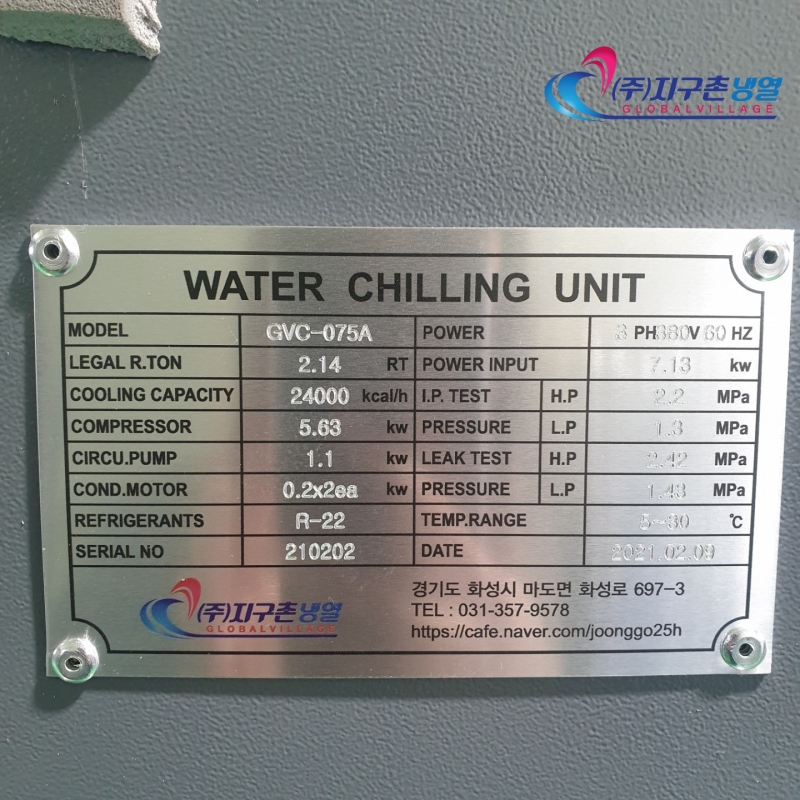 (주)지구촌냉열
GLOBALVILLAGE
WATER CHILLING UNIT
MODEL GVC-075A POWER 3 PH 380 V 60 HZ
LEGAL R.TON 2.14 RT POWER INPUT 7.13 kw
COOLING CAPACITY 24000 kcal/h I.P. TEST H.P 2.2 MPa
COMPRESSOR 5.63 kw PRESSURE L.P 1.3 MPa
CIRCU.PUMP 1.1 kw LEAK TEST H.P 2.42 MPa
COND.MOTOR 0.2x2ea kw PRESSURE L.P 1.43 MPa
REFRIGERANTS R-22 TEMP.RANGE 5~30 ℃
SERIAL NO 210202 DATE 2021.02.09
(주)지구촌냉열
GLOBALVILLAGE
경기도 화성시 마도면 화성로 697-3
TEL : 031-357-9578
https://cafe.naver.com/joonggo25h